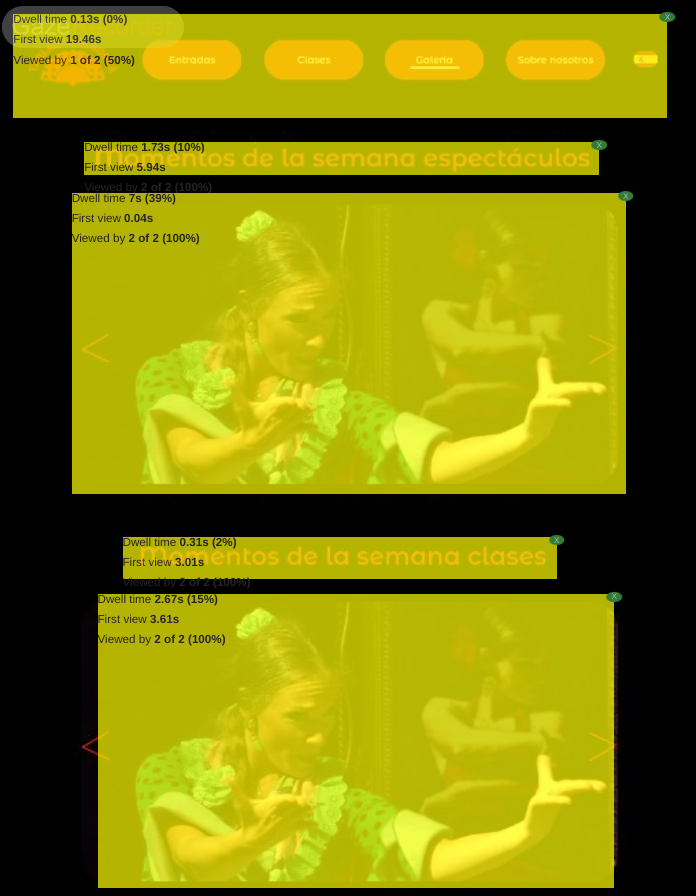 GazeRecorder
Dwell time 0.13s (0%)
First view 19.46s
Viewed by 1 of 2 (50%)
Entradas
Clases
Galería
Sobre nosotros
X
Momentos de la semana espectáculos
Dwell time 1.73s (10%)
First view 5.94s
Viewed by 2 of 2 (100%)
X
Dwell time 7s (39%)
First view 0.04s
Viewed by 2 of 2 (100%)
X
Momentos de la semana clases
Dwell time 0.31s (2%)
First view 3.01s
Viewed by 2 of 2 (100%)
X
Dwell time 2.67s (15%)
First view 3.61s
Viewed by 2 of 2 (100%)
X